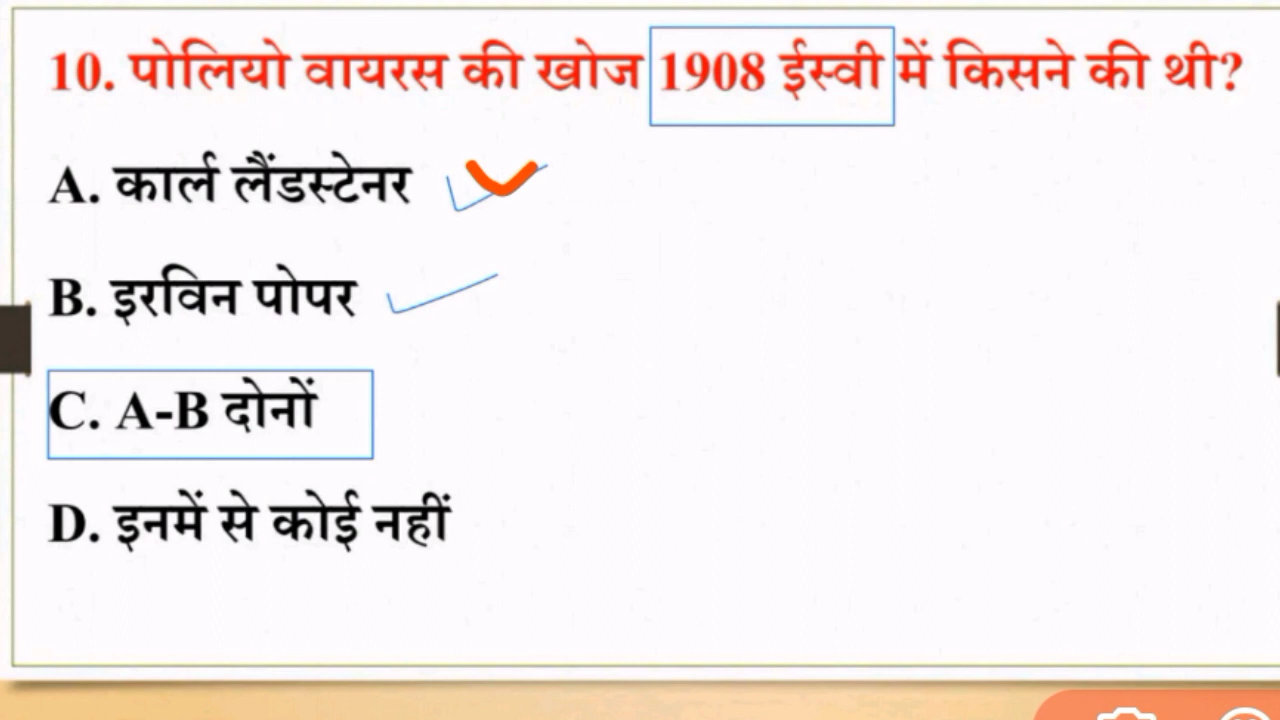 10. पोलियो वायरस की खोज 1908 ईस्वी में किसने की थी?
A. कार्ल लैंडस्टेनर
B. इरविन पोपर
C. A-B दोनों
D. इनमें से कोई नहीं